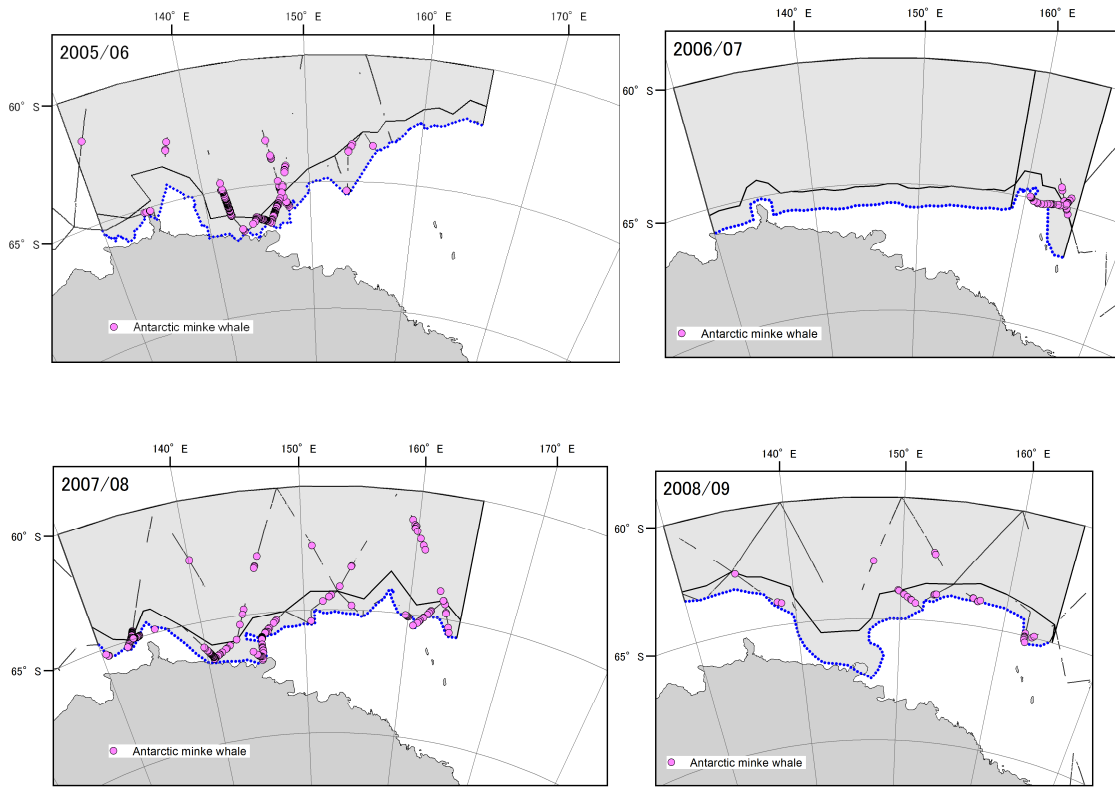 140° E 150° E 160° E 170° E
2005/06
60° S
65° S
Antarctic minke whale
140° E 150° E 160° E
2006/07
60° S
65° S
Antarctic minke whale
140° E 150° E 160° E 170° E
2007/08
60° S
65° S
Antarctic minke whale
140° E 150° E 160° E
2008/09
60° S
65° S
Antarctic minke whale